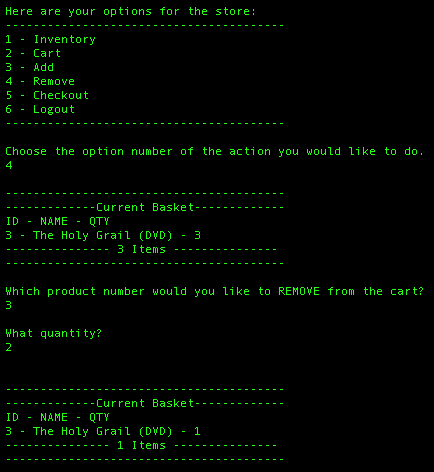 Here are your options for the store:
----------------------------------------
1 - Inventory
2 - Cart
3 - Add
4 - Remove
5 - Checkout
6 - Logout
----------------------------------------
Choose the option number of the action you would like to do.
4
----------------------------------------
-------------Current Basket-------------
ID - NAME - QTY
3 - The Holy Grail (DVD) - 3
--------------- 3 Items ---------------
----------------------------------------
Which product number would you like to REMOVE from the cart?
3
What quantity?
2
----------------------------------------
-------------Current Basket-------------
ID - NAME - QTY
3 - The Holy Grail (DVD) - 1
--------------- 1 Items ---------------
----------------------------------------